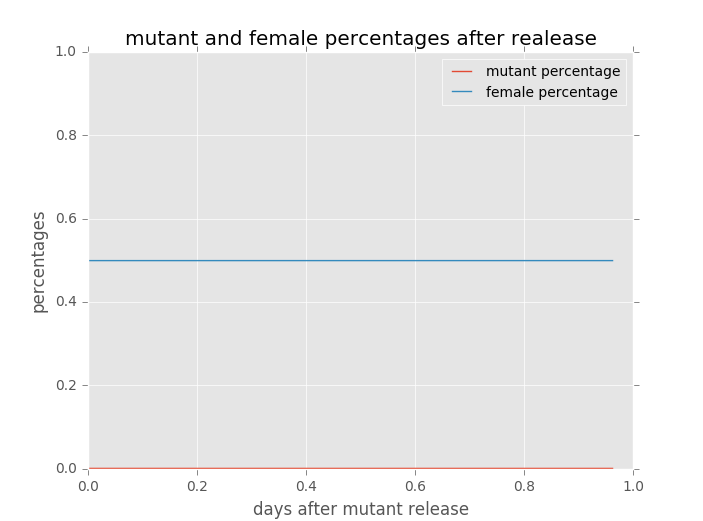 mutant and female percentages after realease
mutant percentage
female percentage
1.0
0.8
0.6
0.4
0.2
0.0
percentages
0.0 0.2 0.4 0.6 0.8 1.0
days after mutant release